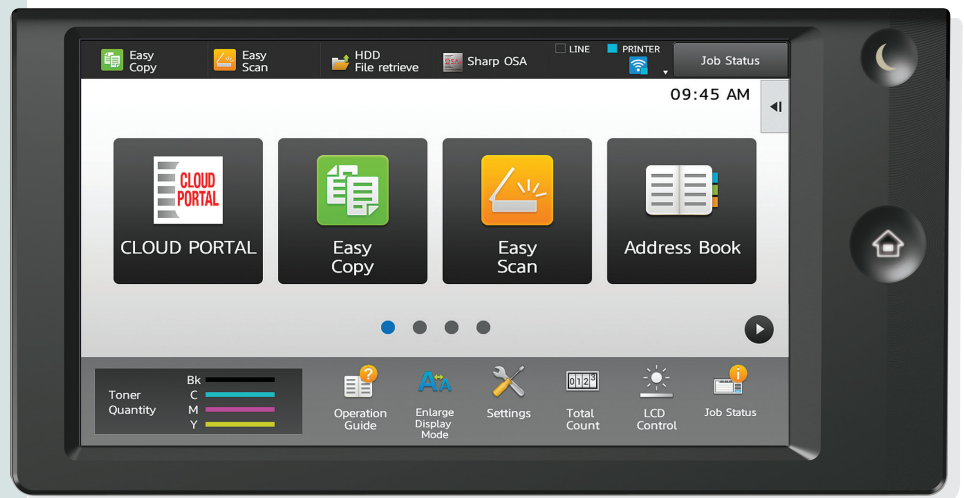 Easy
Copy
Easy
Scan
HDD
File retrieve
Sharp OSA
LINE
PRINTER
Job Status
09:45 AM
CLOUD
PORTAL
CLOUD PORTAL
Easy
Copy
Easy
Scan
Address Book
Toner
Quantity
Bk
C
M
Y
Operation
Guide
Enlarge
Display
Mode
Settings
Total
Count
LCD
Control
Job Status